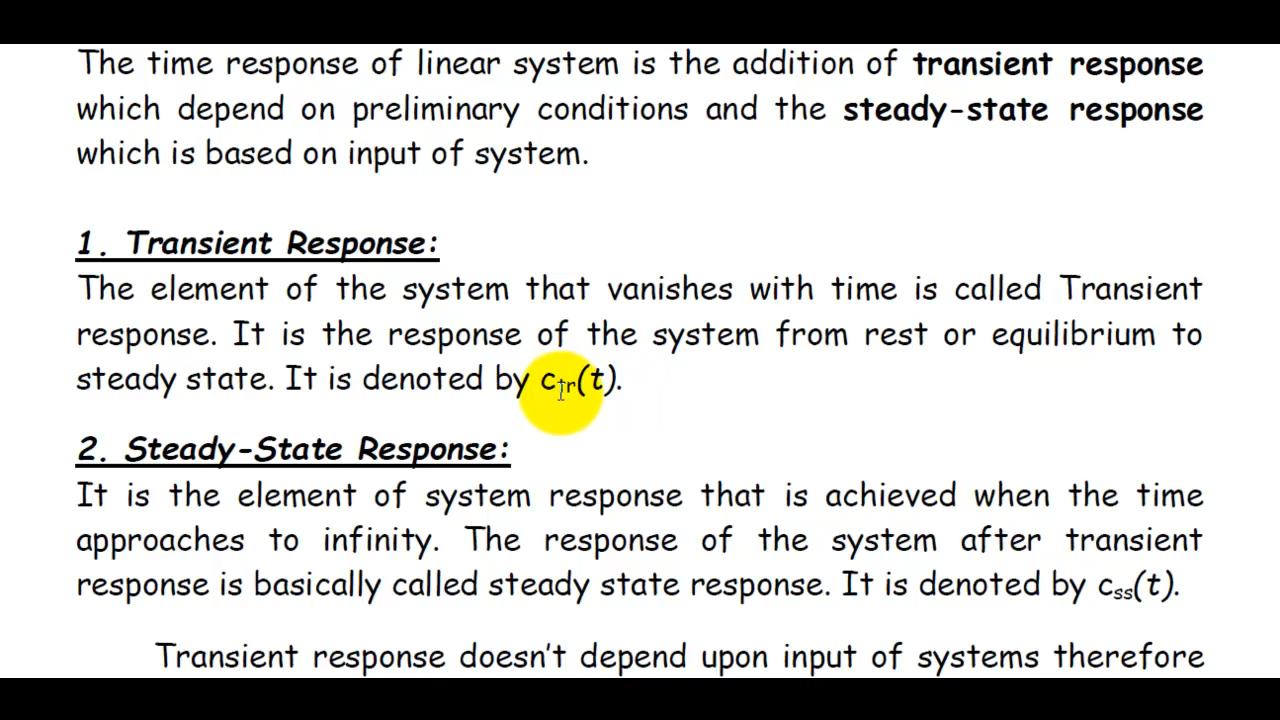 The time response of linear system is the addition of transient response
which depend on preliminary conditions and the steady-state response
which is based on input of system.
1. Transient Response:
The element of the system that vanishes with time is called Transient
response. It is the response of the system from rest or equilibrium to
steady state. It is denoted by cₜᵣ(t).
2. Steady-State Response:
It is the element of system response that is achieved when the time
approaches to infinity. The response of the system after transient
response is basically called steady state response. It is denoted by cₛₛ(t).
Transient response doesn't depend upon input of systems therefore